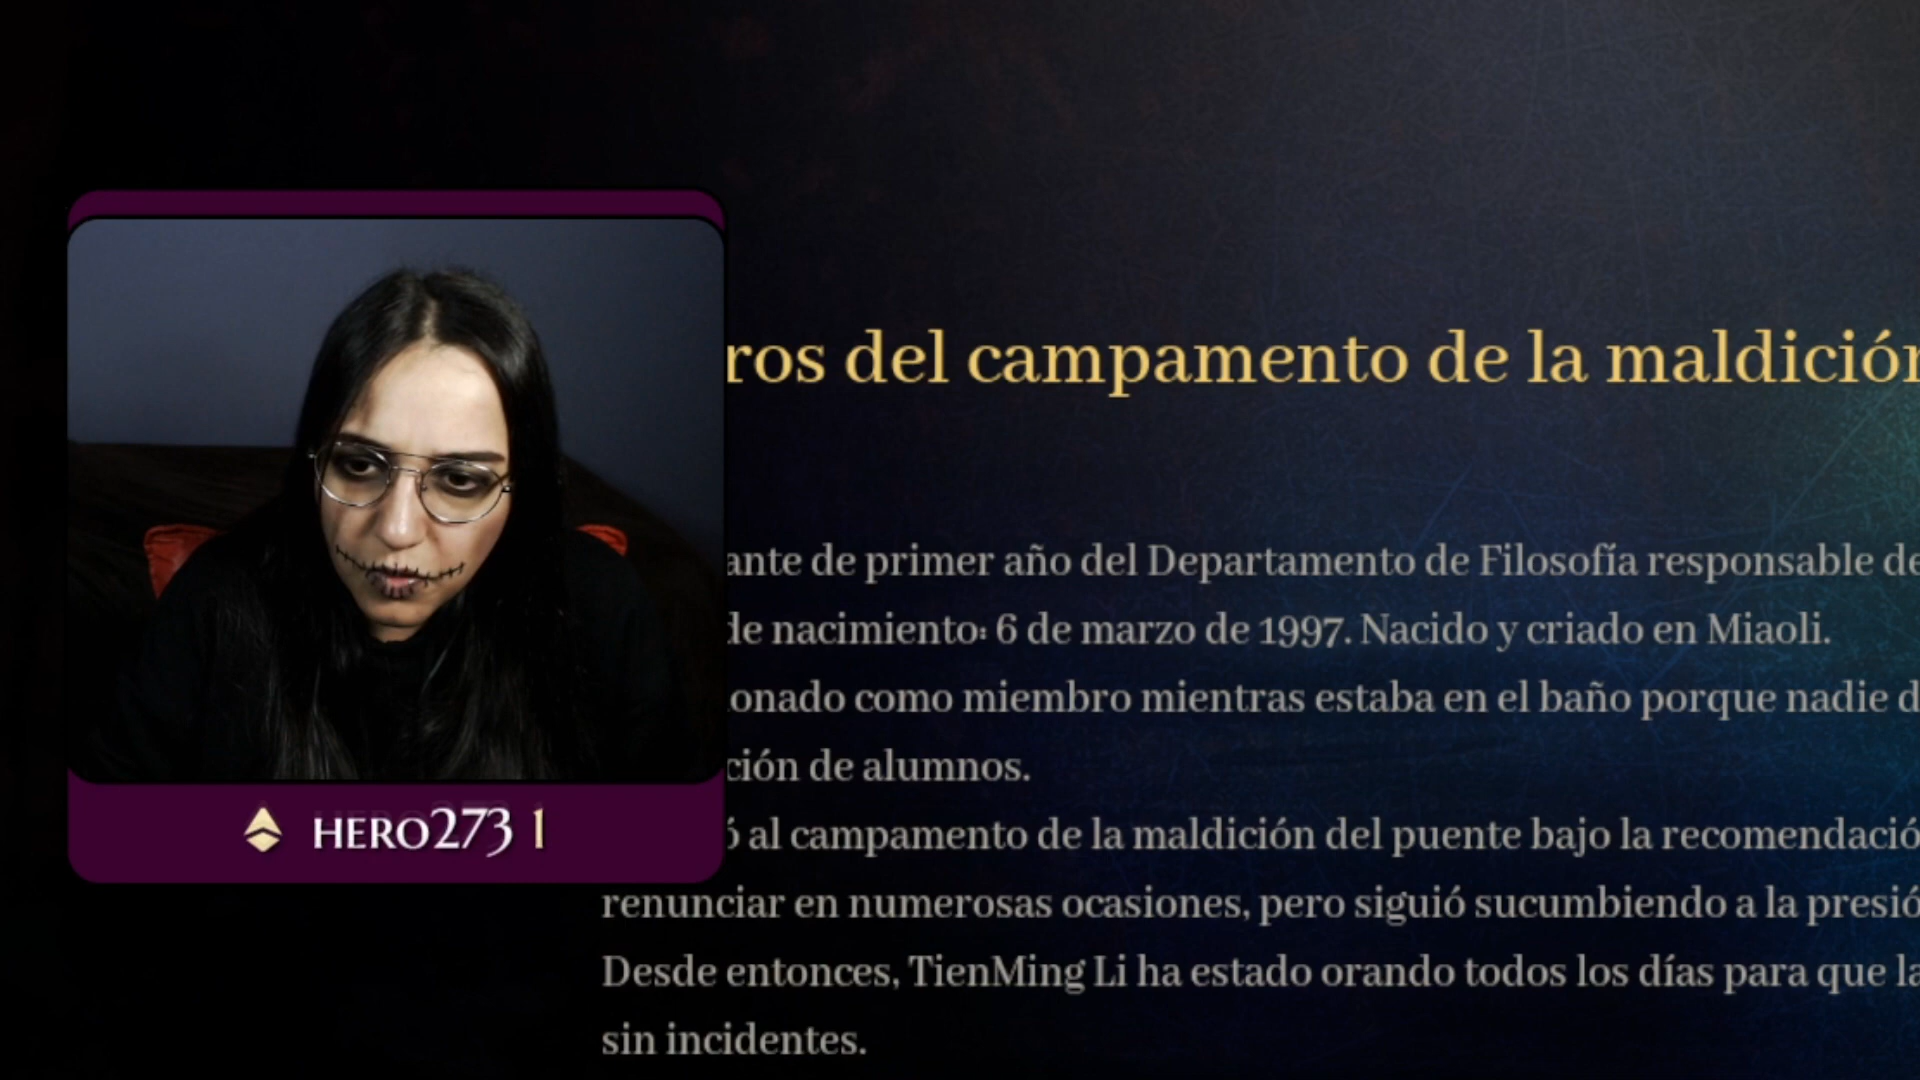 ros del campamento de la maldición
ante de primer año del Departamento de Filosofía responsable de
de nacimiento: 6 de marzo de 1997. Nacido y criado en Miaoli.
onado como miembro mientras estaba en el baño porque nadie d
ción de alumnos.
ó al campamento de la maldición del puente bajo la recomendació
HERO273 1
renunciar en numerosas ocasiones, pero siguió sucumbiendo a la presió
Desde entonces, TienMing Li ha estado orando todos los días para que la
sin incidentes.